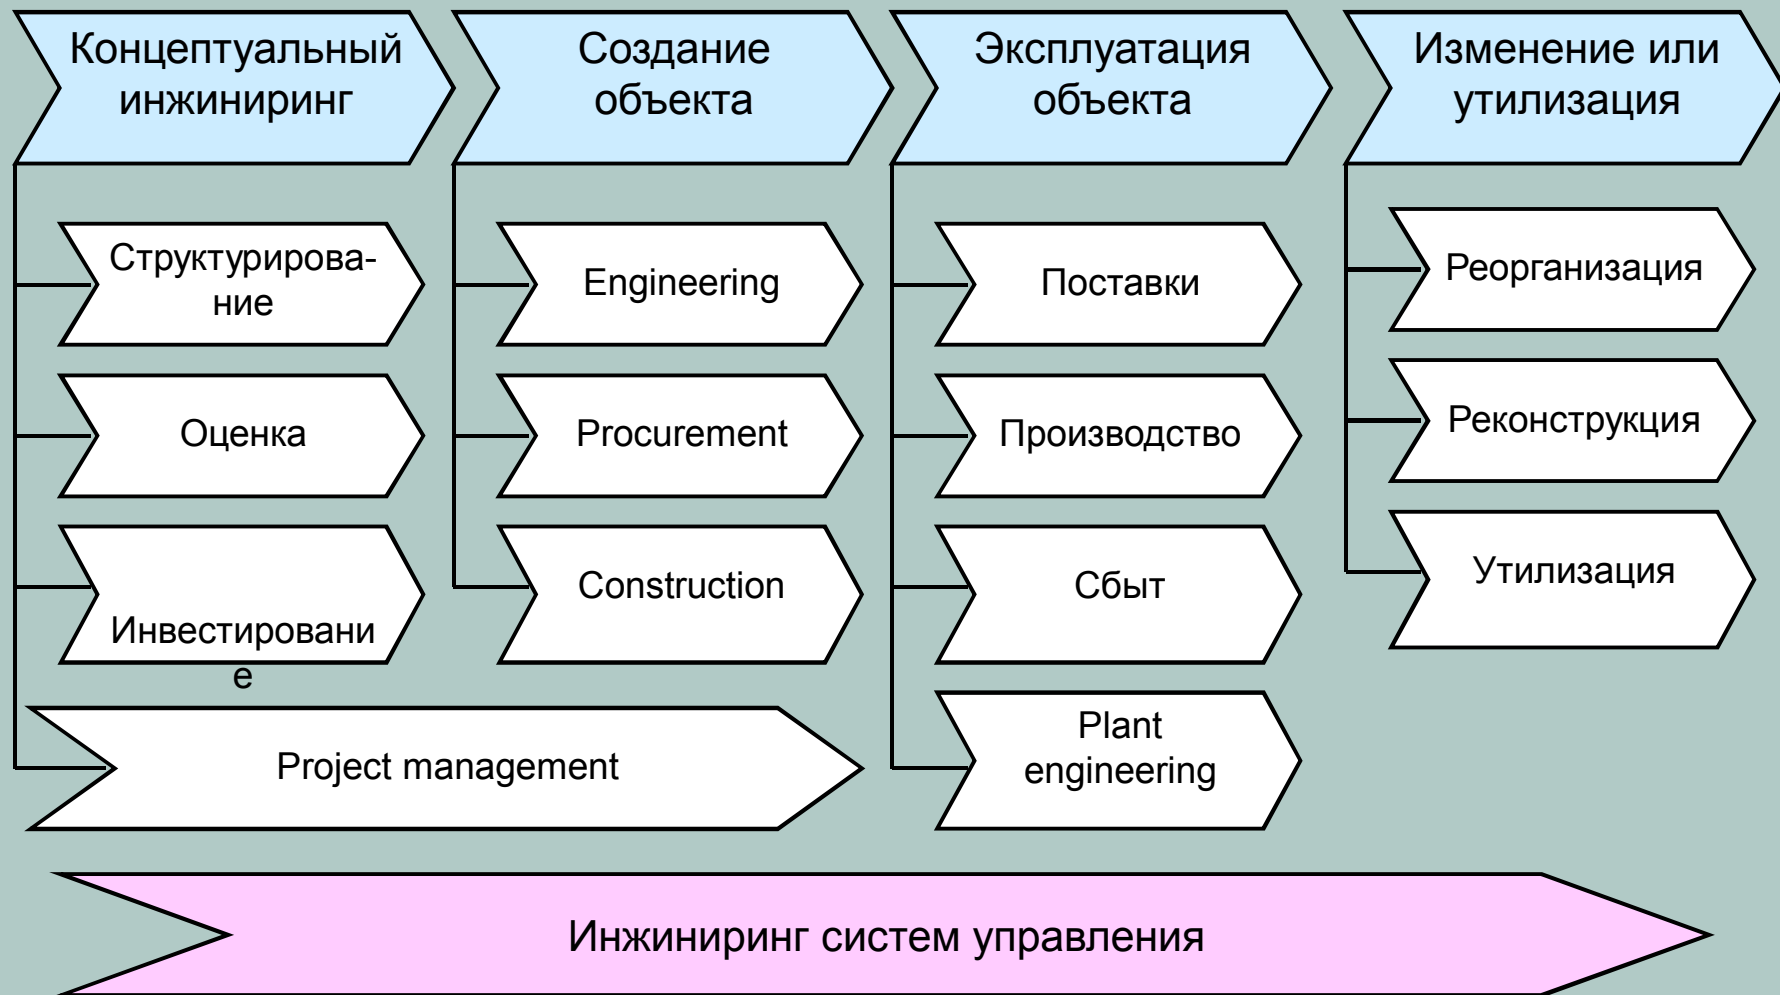 Концептуальный
инжиниринг
Создание
объекта
Эксплуатация
объекта
Изменение или
утилизация
Структурирова-
ние
Оценка
Инвестировани
е
Project management
Engineering
Procurement
Construction
Поставки
Производство
Сбыт
Plant
engineering
Реорганизация
Реконструкция
Утилизация
Инжиниринг систем управления